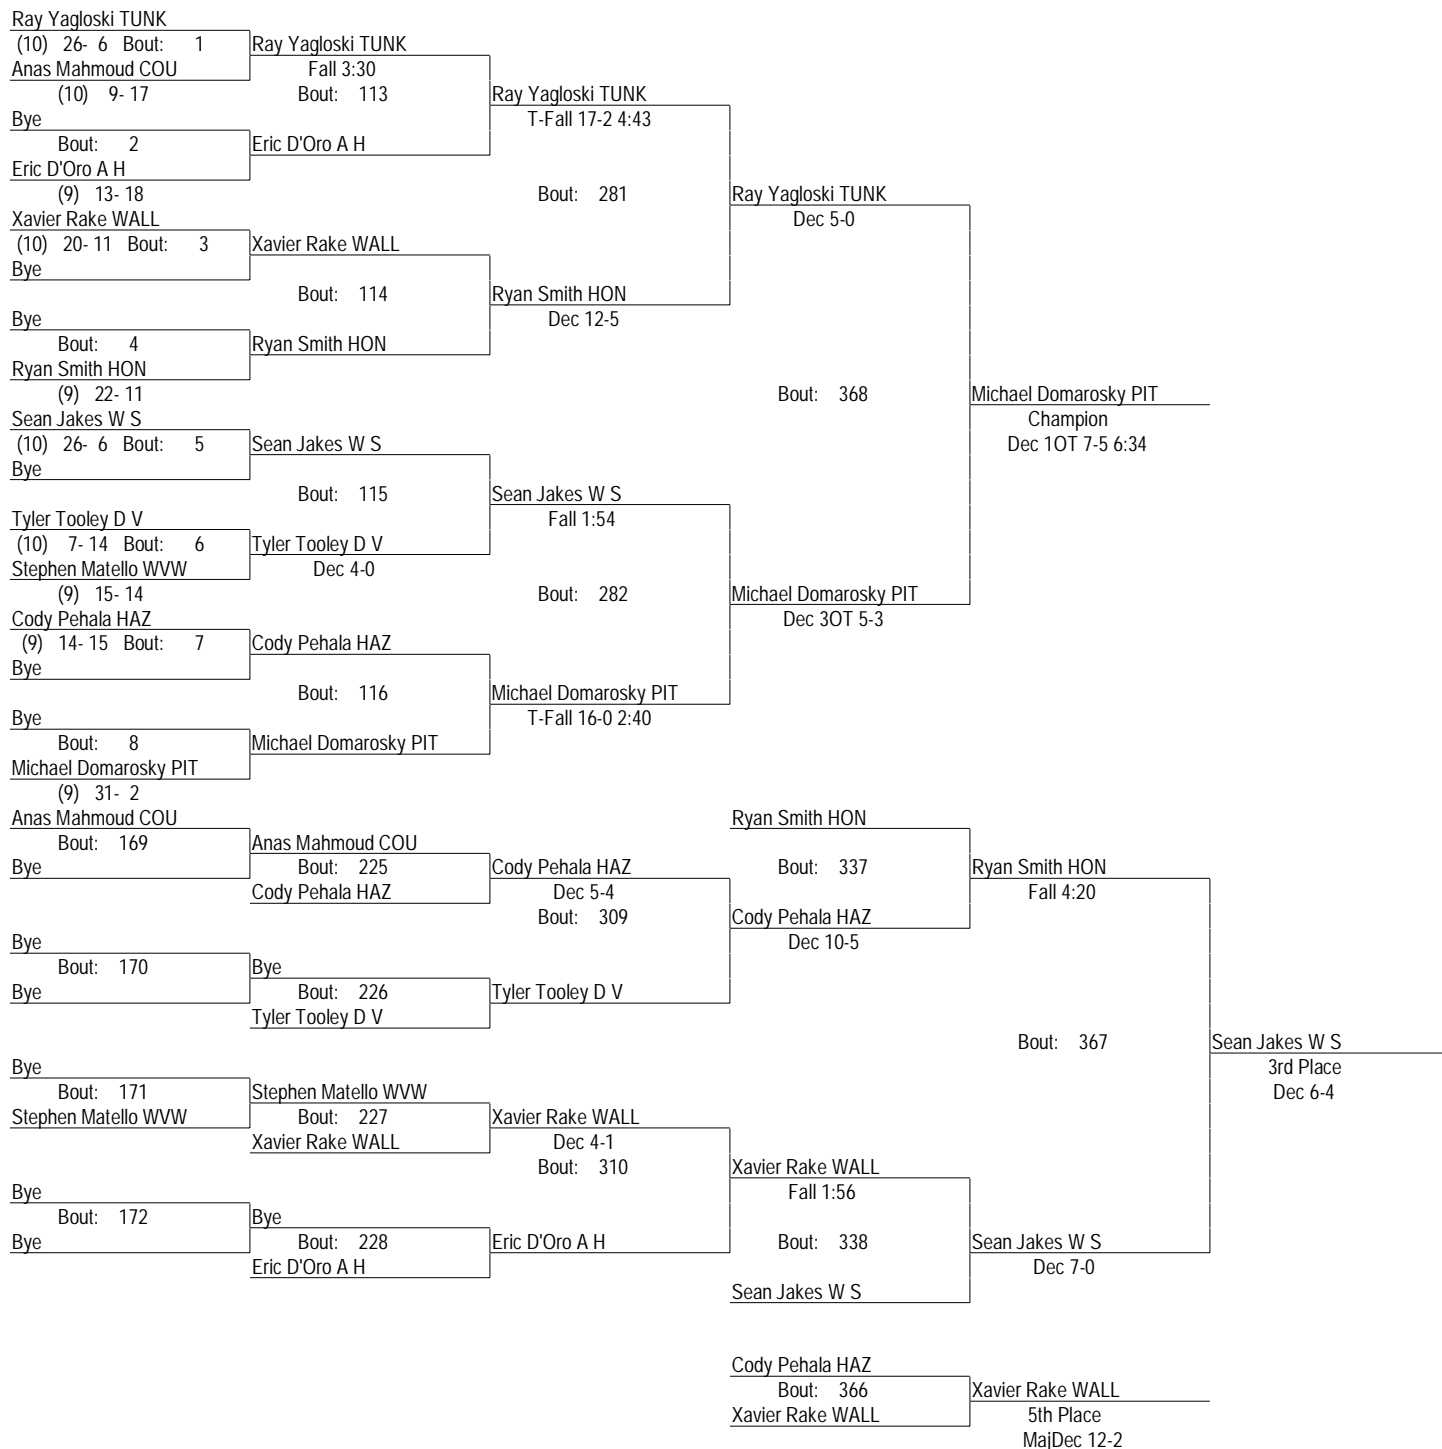 Ray Yagloski TUNK
(10) 26- 6 Bout: 1
Ray Yagloski TUNK
Anas Mahmoud COU
Fall 3:30
(10) 9- 17
Bout: 113
Ray Yagloski TUNK
Bye
T-Fall 17-2 4:43
Bout: 2
Eric D'Oro A H
Eric D'Oro A H
(9) 13- 18
Bout: 281
Ray Yagloski TUNK
Xavier Rake WALL
Dec 5-0
(10) 20- 11 Bout: 3
Xavier Rake WALL
Bye
Bout: 114
Ryan Smith HON
Bye
Dec 12-5
Bout: 4
Ryan Smith HON
Ryan Smith HON
(9) 22- 11
Bout: 368
Michael Domarosky PIT
Sean Jakes W S
Champion
(10) 26- 6 Bout: 5
Sean Jakes W S
Dec 1OT 7-5 6:34
Bye
Bout: 115
Sean Jakes W S
Tyler Tooley D V
Fall 1:54
(10) 7- 14 Bout: 6
Tyler Tooley D V
Stephen Matello WVW
Dec 4-0
(9) 15- 14
Bout: 282
Michael Domarosky PIT
Cody Pehala HAZ
Dec 3OT 5-3
(9) 14- 15 Bout: 7
Cody Pehala HAZ
Bye
Bout: 116
Michael Domarosky PIT
Bye
T-Fall 16-0 2:40
Bout: 8
Michael Domarosky PIT
Michael Domarosky PIT
(9) 31- 2
Anas Mahmoud COU
Ryan Smith HON
Bout: 169
Anas Mahmoud COU
Bye
Bout: 225
Cody Pehala HAZ
Bout: 337
Ryan Smith HON
Cody Pehala HAZ
Dec 5-4
Fall 4:20
Bout: 309
Cody Pehala HAZ
Bye
Dec 10-5
Bout: 170
Bye
Bye
Bout: 226
Tyler Tooley D V
Tyler Tooley D V
Bout: 367
Sean Jakes W S
Bye
3rd Place
Bout: 171
Stephen Matello WVW
Dec 6-4
Stephen Matello WVW
Bout: 227
Xavier Rake WALL
Xavier Rake WALL
Dec 4-1
Bout: 310
Xavier Rake WALL
Bye
Fall 1:56
Bout: 172
Bye
Bye
Bout: 228
Eric D'Oro A H
Bout: 338
Sean Jakes W S
Eric D'Oro A H
Dec 7-0
Sean Jakes W S
Cody Pehala HAZ
Bout: 366
Xavier Rake WALL
Xavier Rake WALL
5th Place
MajDec 12-2